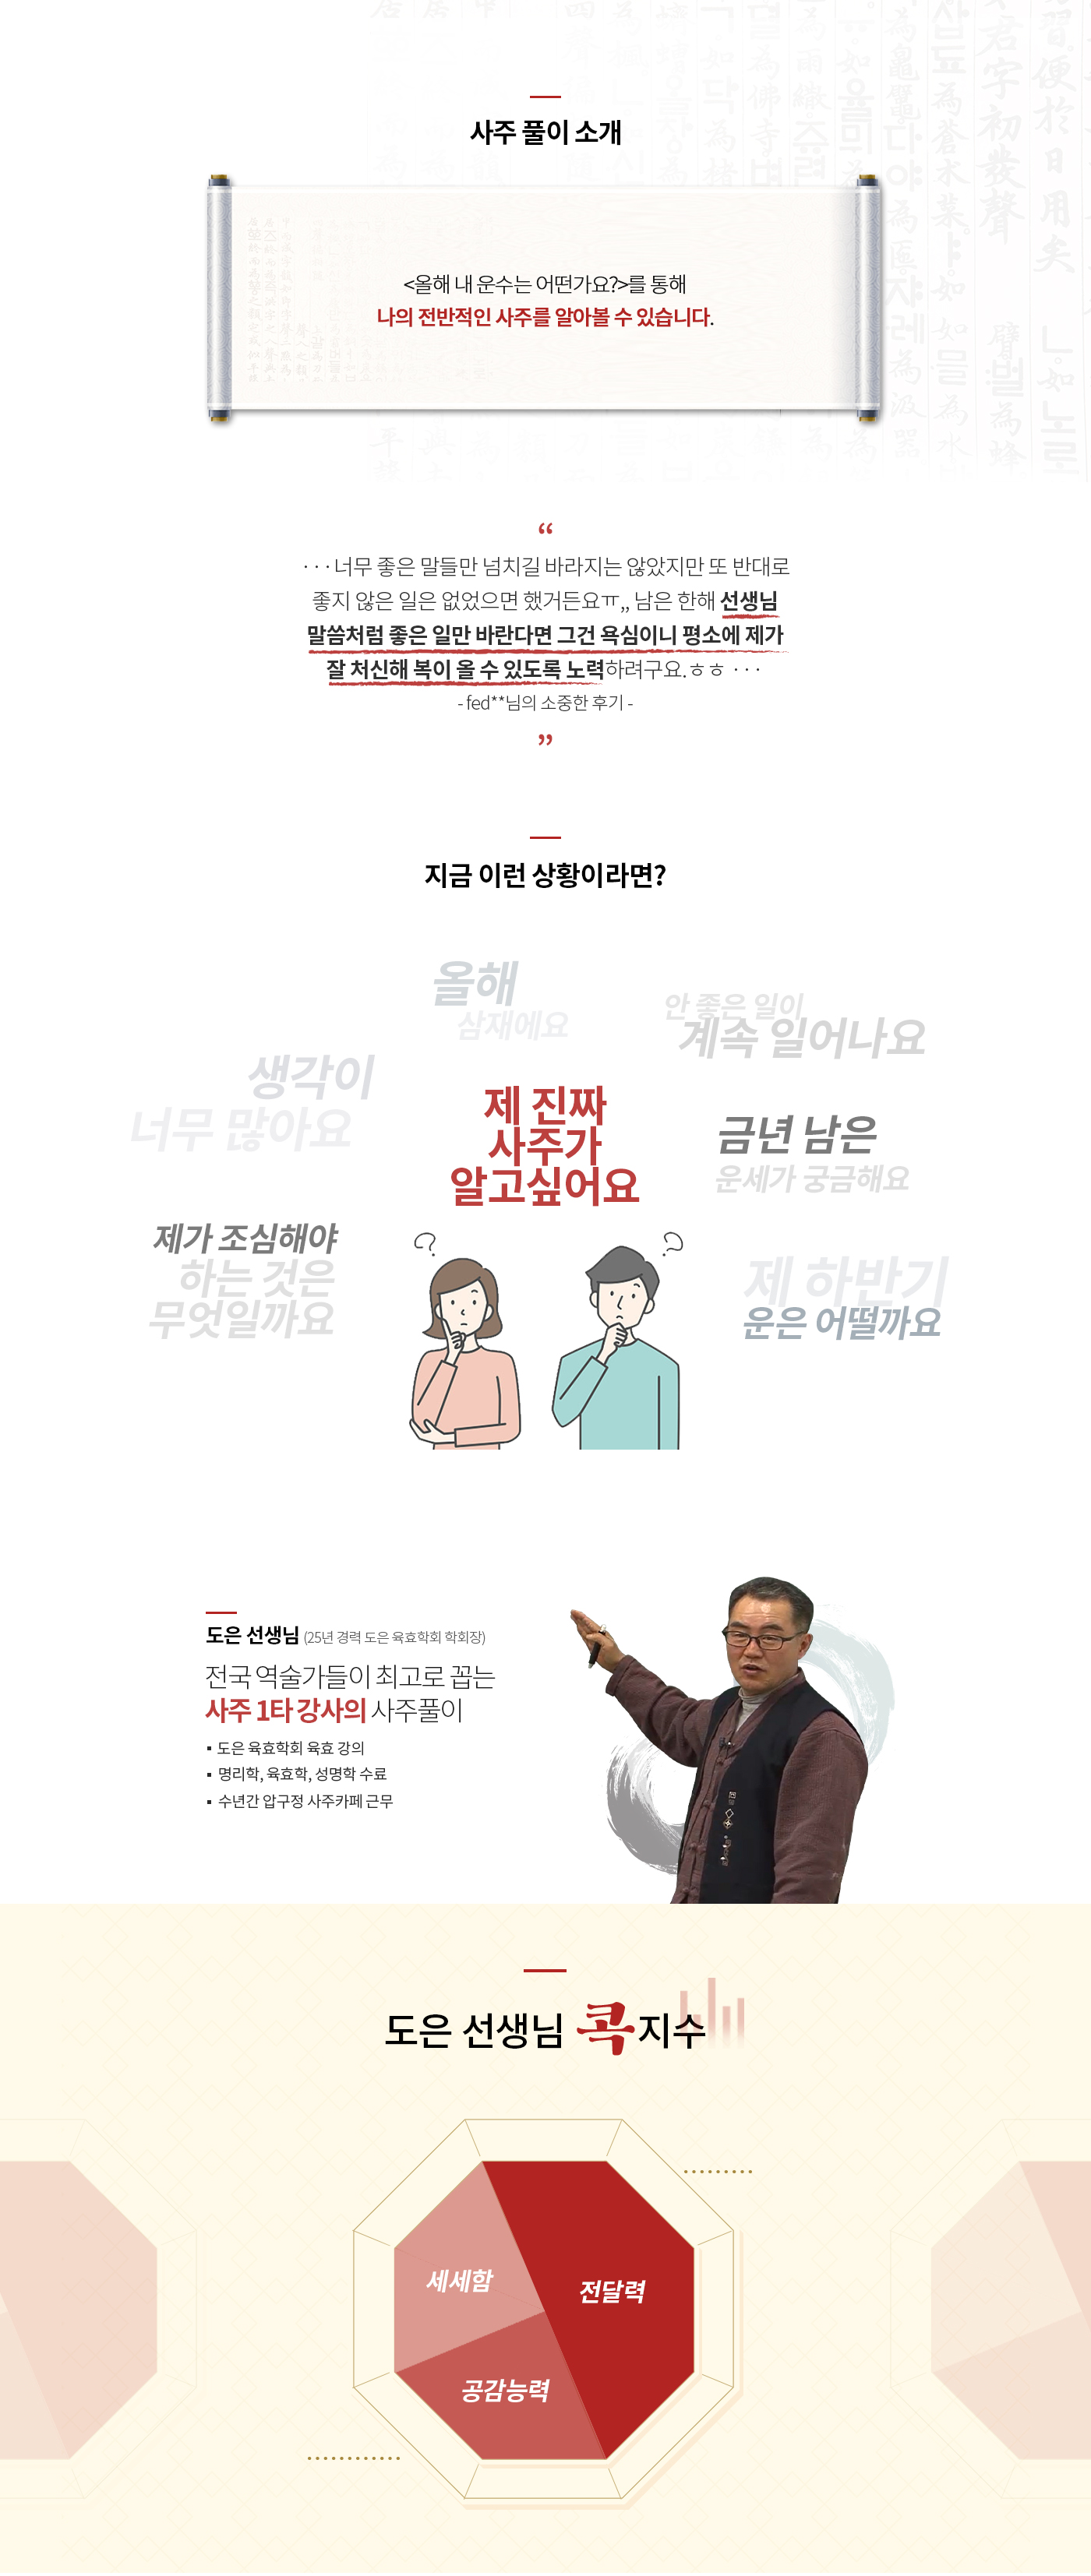 사주 풀이 소개
<올해 내 운수는 어떤가요?>를 통해
나의 전반적인 사주를 알아볼 수 있습니다.
“
· · · 너무 좋은 말들만 넘치길 바라지는 않았지만 또 반대로
좋지 않은 일은 없었으면 했거든요ㅠ,, 남은 한해 선생님
말씀처럼 좋은 일만 바란다면 그건 욕심이니 평소에 제가
잘 처신해 복이 올 수 있도록 노력하려구요.ㅎㅎ · · ·
- fed**님의 소중한 후기 -
”
지금 이런 상황이라면?
올해
삼재에요
안 좋은 일이
계속 일어나요
생각이
너무 많아요
제 진짜
사주가
알고싶어요
금년 남은
운세가 궁금해요
제가 조심해야
하는 것은
무엇일까요
제 하반기
운은 어떨까요
도은 선생님 (25년 경력 도은 육효학회 학회장)
전국 역술가들이 최고로 꼽는
사주 1타 강사의 사주풀이
▪ 도은 육효학회 육효 강의
▪ 명리학, 육효학, 성명학 수료
▪ 수년간 압구정 사주카페 근무
도은 선생님 콕지수
세세함
전달력
공감능력